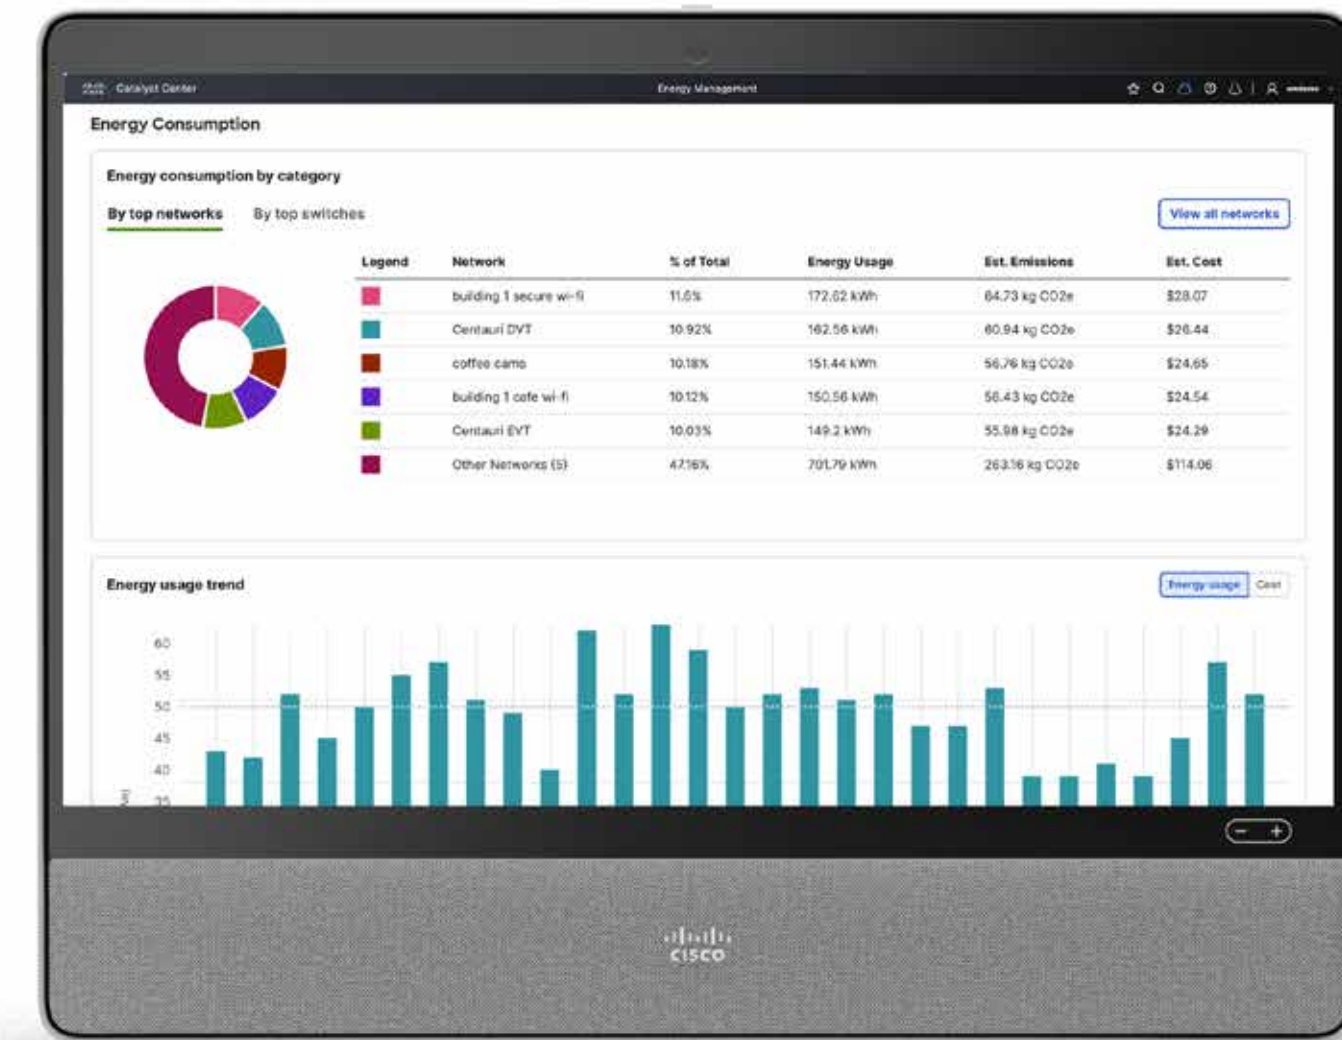 CISCO Catalyst Center Energy Management
Energy Consumption
Energy consumption by category
By top networks By top switches View all networks
Legend Network % of Total Energy Usage Est. Emissions Est. Cost
building 1 secure wi-fi 11.6% 172.62 kWh 64.73 kg CO2e $28.07
Centauri DVT 10.92% 162.56 kWh 60.94 kg CO2e $26.44
coffee camo 10.18% 151.44 kWh 56.76 kg CO2e $24.65
building 1 cafe wi-fi 10.12% 150.56 kWh 56.43 kg CO2e $24.54
Centauri EVT 10.03% 149.2 kWh 55.98 kg CO2e $24.29
Other Networks (5) 47.16% 701.79 kWh 263.16 kg CO2e $114.06
Energy usage trend Energy usage Cost
60
55
50
45
40
35
CISCO